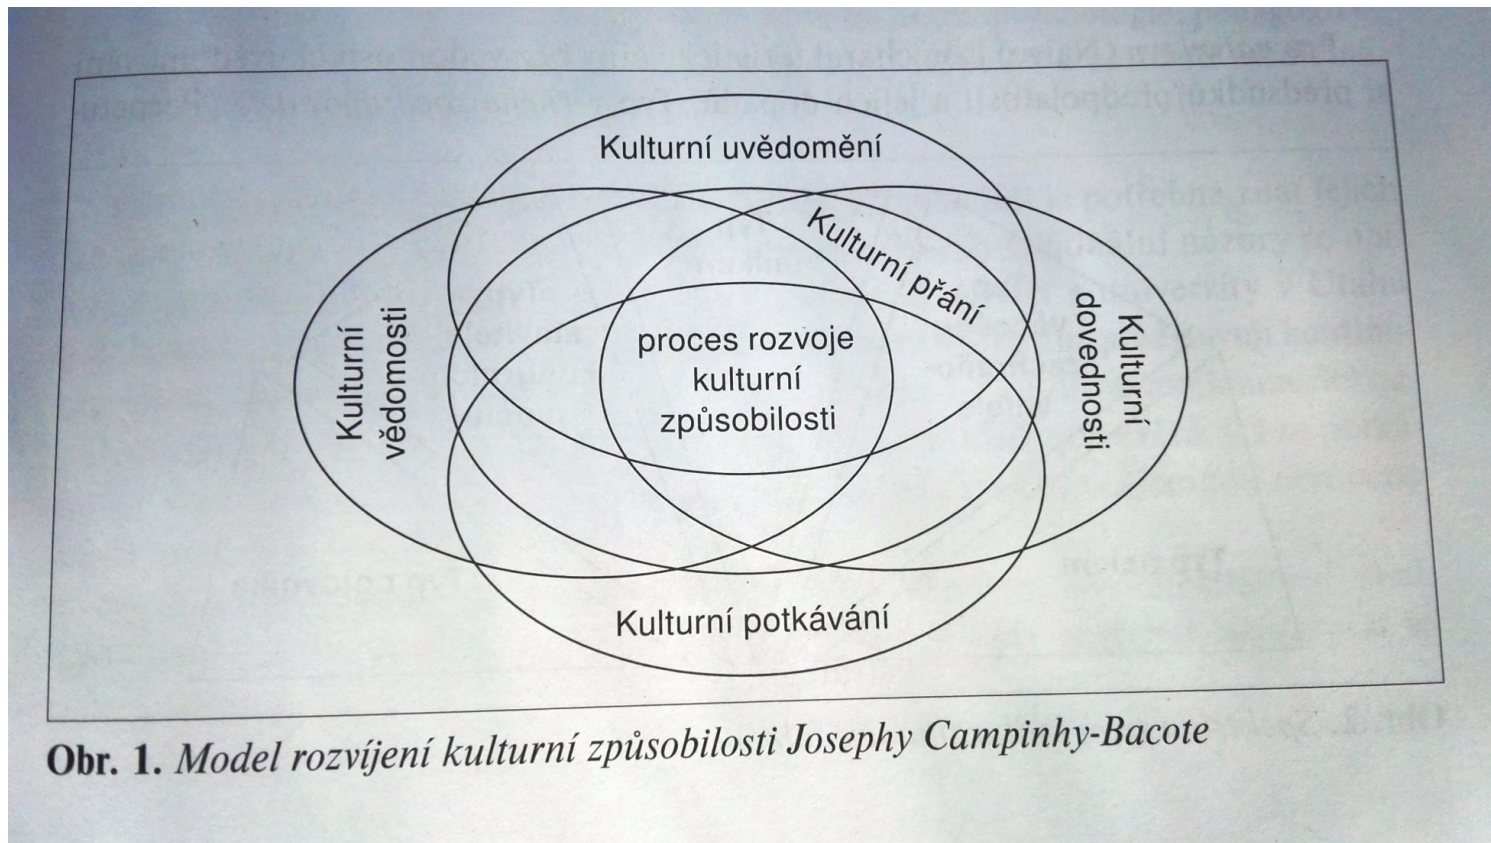 Kulturní uvědomění
Kulturní přání
Kulturní
vědomosti
proces rozvoje
kulturní
způsobilosti
Kulturní
dovednosti
Kulturní potkávání
Obr. 1. Model rozvíjení kulturní způsobilosti Josephy Campinhy-Bacote